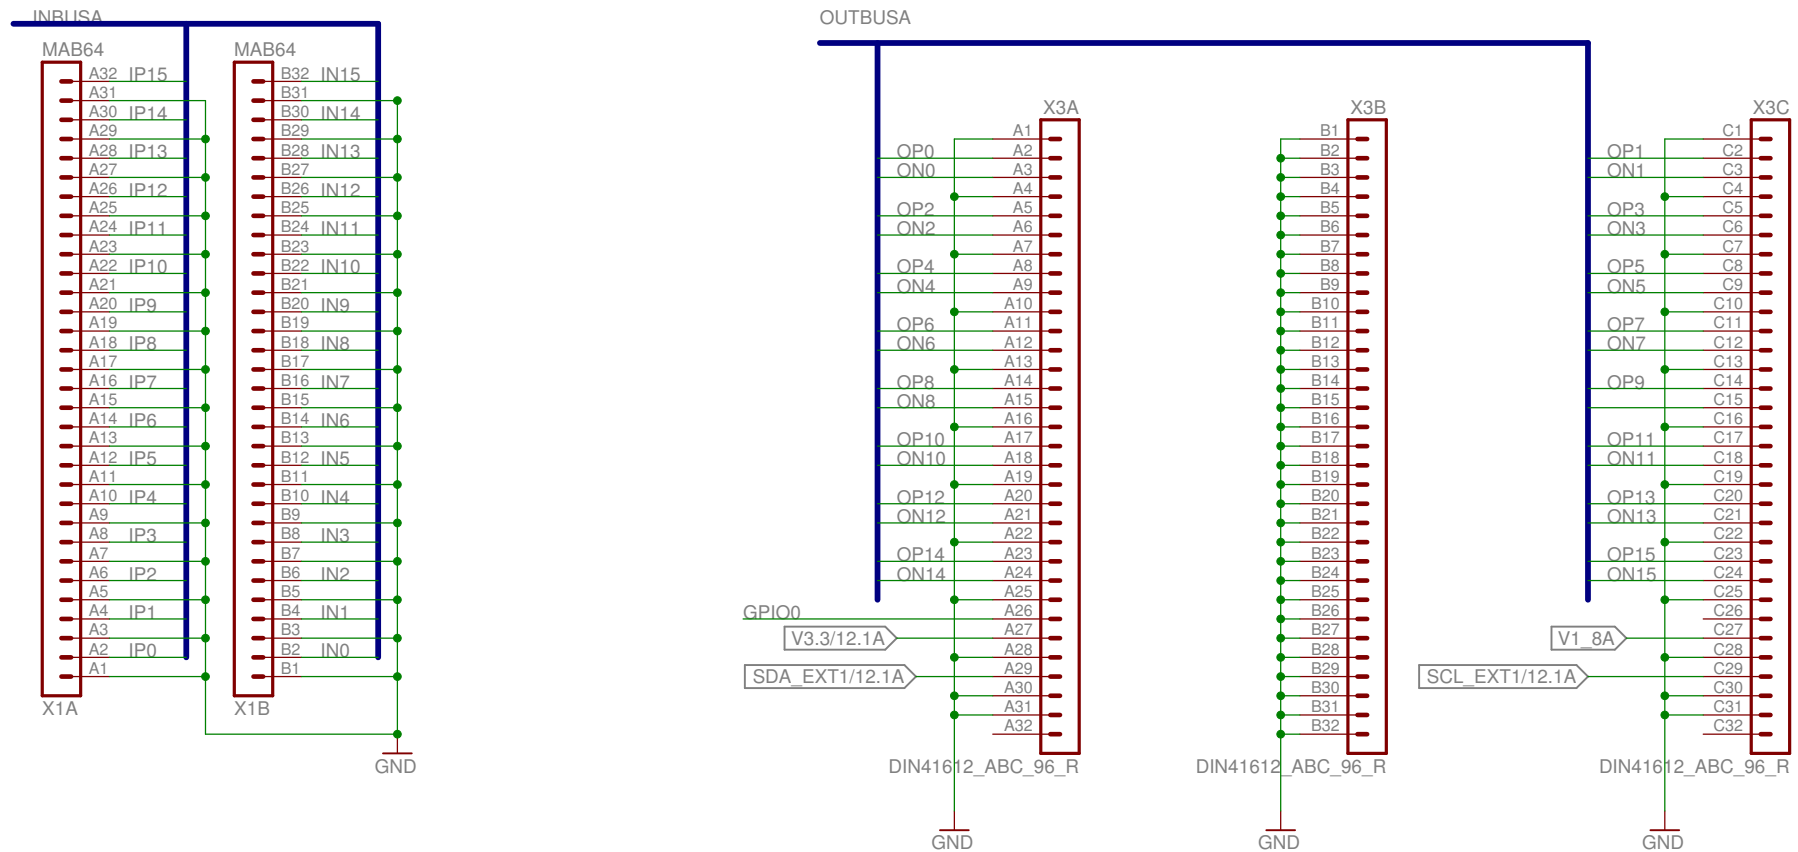 INBUSA
MAB64
A32 IP15
A31
A30 IP14
A29
A28 IP13
A27
A26 IP12
A25
A24 IP11
A23
A22 IP10
A21
A20 IP9
A19
A18 IP8
A17
A16 IP7
A15
A14 IP6
A13
A12 IP5
A11
A10 IP4
A9
A8 IP3
A7
A6 IP2
A5
A4 IP1
A3
A2 IP0
A1
X1A
MAB64
B32 IN15
B31
B30 IN14
B29
B28 IN13
B27
B26 IN12
B25
B24 IN11
B23
B22 IN10
B21
B20 IN9
B19
B18 IN8
B17
B16 IN7
B15
B14 IN6
B13
B12 IN5
B11
B10 IN4
B9
B8 IN3
B7
B6 IN2
B5
B4 IN1
B3
B2 IN0
B1
X1B
GND
OUTBUSA
X3A
A1
OP0 A2
ON0 A3
A4
OP2 A5
ON2 A6
A7
OP4 A8
ON4 A9
A10
OP6 A11
ON6 A12
A13
OP8 A14
ON8 A15
A16
OP10 A17
ON10 A18
A19
OP12 A20
ON12 A21
A22
OP14 A23
ON14 A24
A25
GPIO0 A26
V3.3/12.1A A27
A28
SDA_EXT1/12.1A A29
A30
A31
A32
DIN41612_ABC_96_R
GND
X3B
B1
B2
B3
B4
B5
B6
B7
B8
B9
B10
B11
B12
B13
B14
B15
B16
B17
B18
B19
B20
B21
B22
B23
B24
B25
B26
B27
B28
B29
B30
B31
B32
DIN41612_ABC_96_R
GND
X3C
C1
OP1 C2
ON1 C3
C4
OP3 C5
ON3 C6
C7
OP5 C8
ON5 C9
C10
OP7 C11
ON7 C12
C13
OP9 C14
C15
C16
OP11 C17
ON11 C18
C19
OP13 C20
ON13 C21
C22
OP15 C23
ON15 C24
C25
C26
V1_8A C27
C28
SCL_EXT1/12.1A C29
C30
C31
C32
DIN41612_ABC_96_R
GND